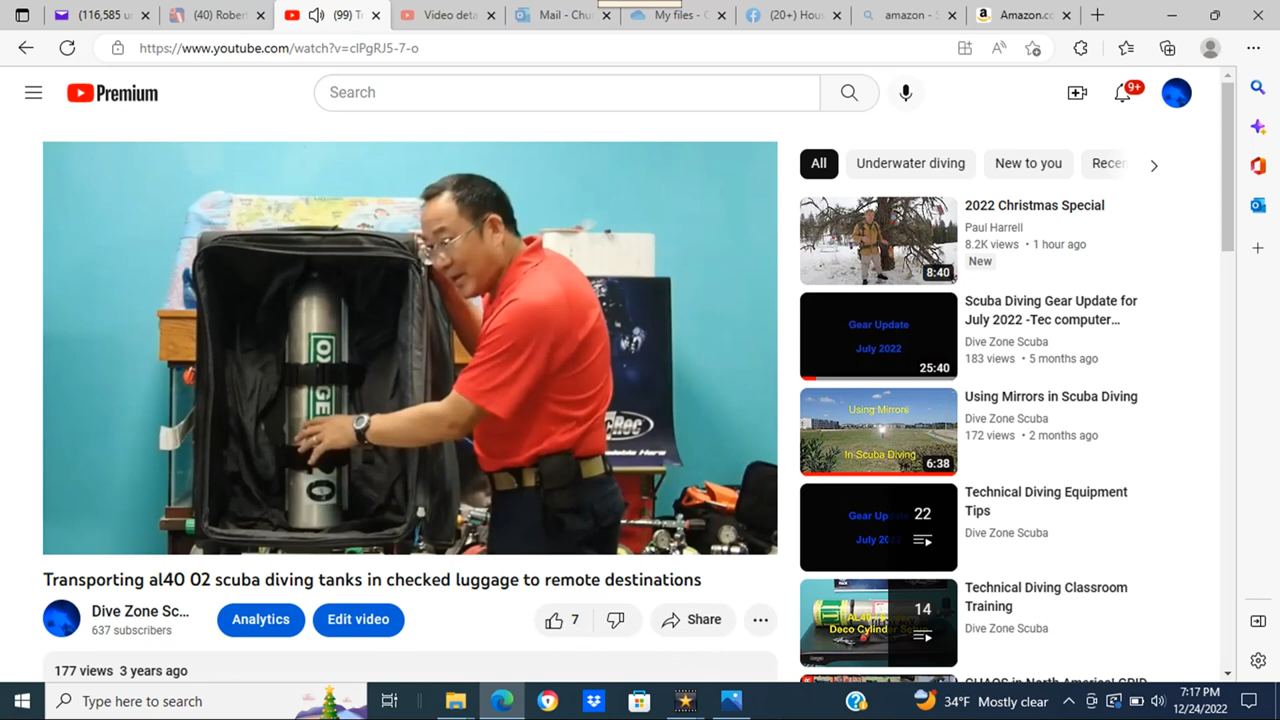 (116,585 u
(40) Rober
(99) T
Video deta
Mail - Chu
My files - C
(20+) Hous
amazon - S
Amazon.co
https://www.youtube.com/watch?v=clPgRJ5-7-o
Premium
Search
9+
All
Underwater diving
New to you
Recen
2022 Christmas Special
Paul Harrell
8.2K views • 1 hour ago
New
8:40
Gear Update
July 2022
25:40
Scuba Diving Gear Update for
July 2022 -Tec computer…
Dive Zone Scuba
183 views • 5 months ago
Using Mirrors
In Scuba Diving
6:38
Using Mirrors in Scuba Diving
Dive Zone Scuba
172 views • 2 months ago
22
Technical Diving Equipment
Tips
Dive Zone Scuba
14
Technical Diving Classroom
Training
Dive Zone Scuba
Transporting al40 O2 scuba diving tanks in checked luggage to remote destinations
Dive Zone Sc...
637 subscribers
Analytics
Edit video
7
Share
177 views 3 years ago
Type here to search
34°F Mostly clear
7:17 PM
12/24/2022